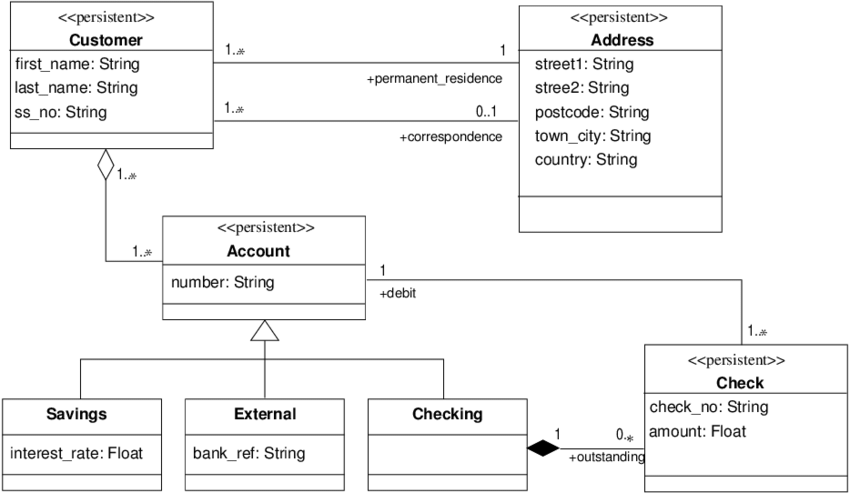 <<persistent>>
Customer
first_name: String
last_name: String
ss_no: String
<<persistent>>
Address
street1: String
stree2: String
postcode: String
town_city: String
country: String
1..*
1
+permanent_residence
1..*
0..1
+correspondence
1..*
1..*
<<persistent>>
Account
number: String
1
+debit
1..*
<<persistent>>
Check
check_no: String
amount: Float
Savings
interest_rate: Float
External
bank_ref: String
Checking
1
0..*
+outstanding